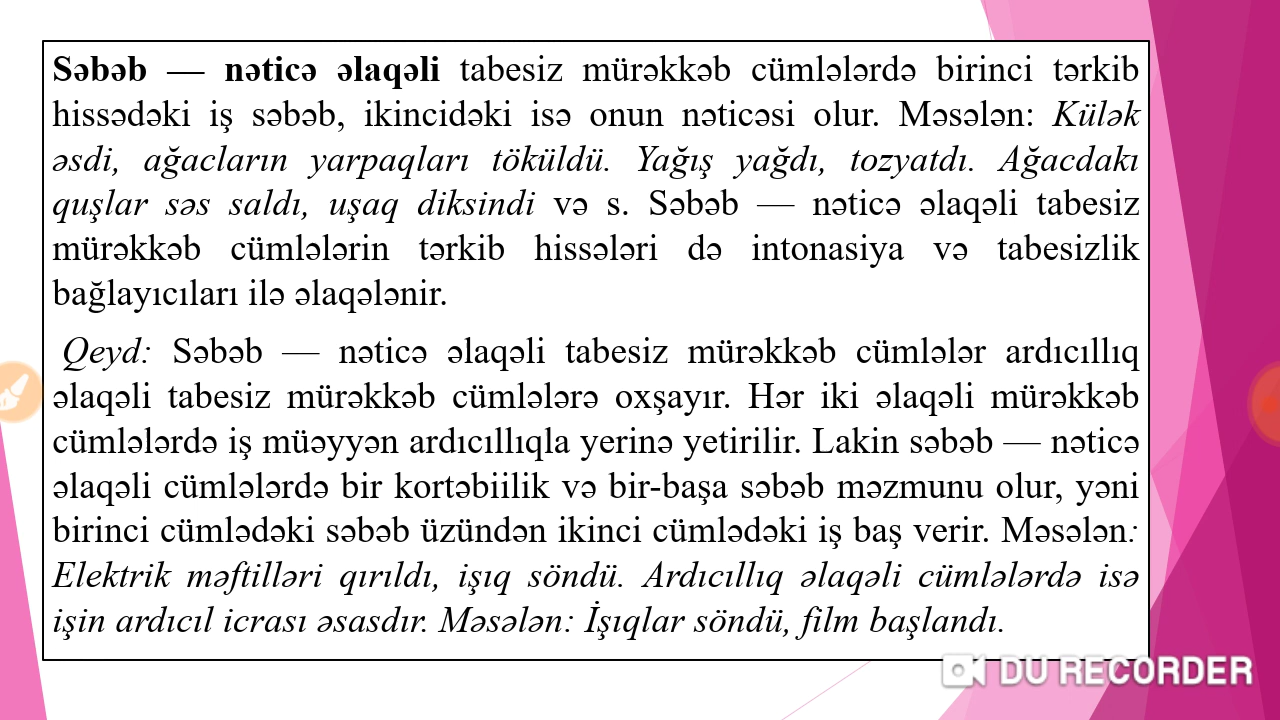 Səbəb — nəticə əlaqəli tabesiz mürəkkəb cümlələrdə birinci tərkib
hissədəki iş səbəb, ikincidəki isə onun nəticəsi olur. Məsələn: Külək
əsdi, ağacların yarpaqları töküldü. Yağış yağdı, tozyatdı. Ağacdakı
quşlar səs saldı, uşaq diksindi və s. Səbəb — nəticə əlaqəli tabesiz
mürəkkəb cümlələrin tərkib hissələri də intonasiya və tabesizlik
bağlayıcıları ilə əlaqələnir.
Qeyd: Səbəb — nəticə əlaqəli tabesiz mürəkkəb cümlələr ardıcıllıq
əlaqəli tabesiz mürəkkəb cümlələrə oxşayır. Hər iki əlaqəli mürəkkəb
cümlələrdə iş müəyyən ardıcıllıqla yerinə yetirilir. Lakin səbəb — nəticə
əlaqəli cümlələrdə bir kortəbiilik və bir-başa səbəb məzmunu olur, yəni
birinci cümlədəki səbəb üzündən ikinci cümlədəki iş baş verir. Məsələn:
Elektrik məftilləri qırıldı, işıq söndü. Ardıcıllıq əlaqəli cümlələrdə isə
işin ardıcıl icrası əsasdır. Məsələn: İşıqlar söndü, film başlandı.
DU RECORDER